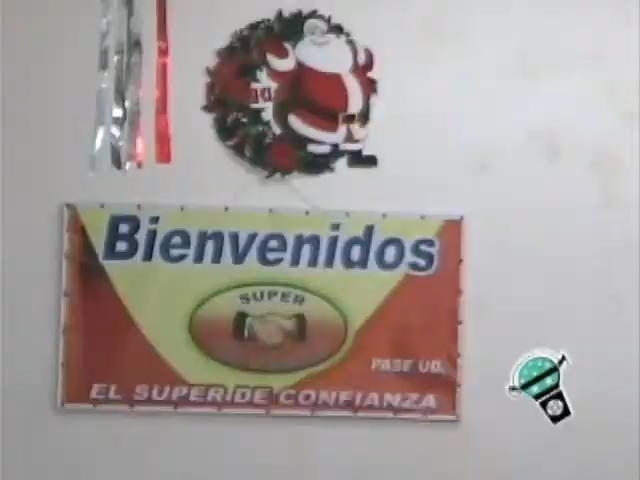 Bienvenidos
SUPER
PASE UD.
EL SUPER DE CONFIANZA